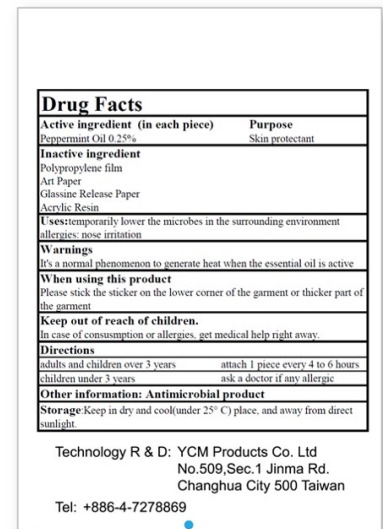 Drug Facts
Active ingredient (in each piece) Purpose
Peppermint Oil 0.25% Skin protectant
Inactive ingredient
Polypropylene film
Art Paper
Glassine Release Paper
Acrylic Resin
Uses:temporarily lower the microbes in the surrounding environment
allergies: nose irritation
Warnings
It's a normal phenomenon to generate heat when the essential oil is active
When using this product
Please stick the sticker on the lower corner of the garment or thicker part of
the garment
Keep out of reach of children.
In case of consusmption or allergies, get medical help right away.
Directions
adults and children over 3 years attach 1 piece every 4 to 6 hours
children under 3 years ask a doctor if any allergic
Other information: Antimicrobial product
Storage:Keep in dry and cool(under 25° C) place, and away from direct
sunlight.
Technology R & D: YCM Products Co. Ltd
No.509,Sec.1 Jinma Rd.
Changhua City 500 Taiwan
Tel: +886-4-7278869